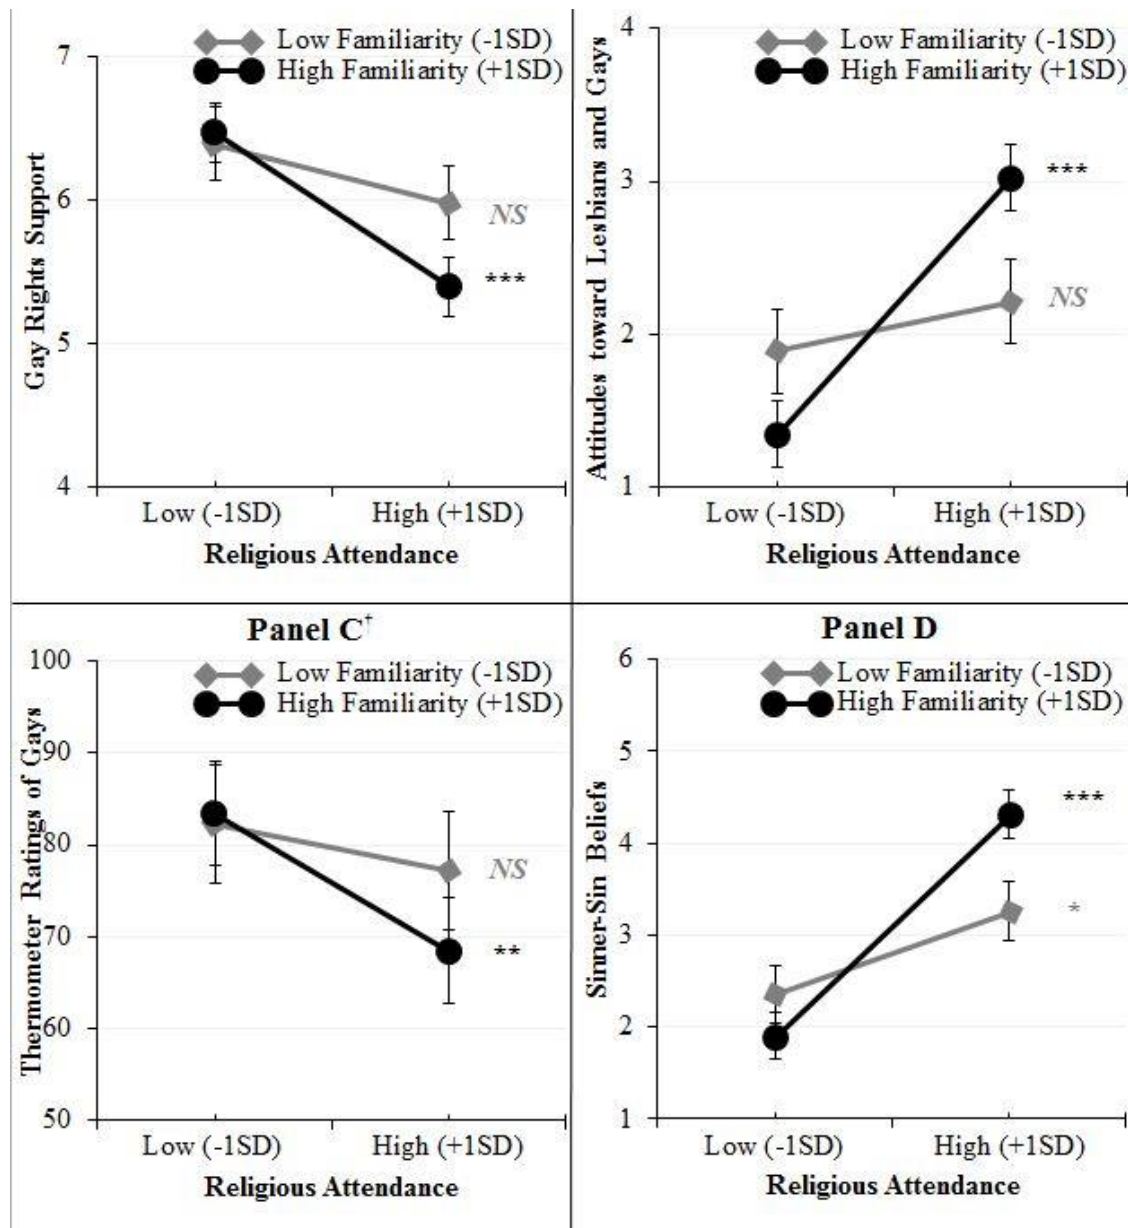 Low Familiarity (-1SD)
High Familiarity (+1SD)
7
6
5
4
Gay Rights Support
NS
***
Low (-1SD)
High (+1SD)
Religious Attendance
Low Familiarity (-1SD)
High Familiarity (+1SD)
4
3
2
1
Attitudes toward Lesbians and Gays
***
NS
Low (-1SD)
High (+1SD)
Religious Attendance
Panel C†
Low Familiarity (-1SD)
High Familiarity (+1SD)
100
90
80
70
60
50
Thermometer Ratings of Gays
NS
**
Low (-1SD)
High (+1SD)
Religious Attendance
Panel D
Low Familiarity (-1SD)
High Familiarity (+1SD)
6
5
4
3
2
1
Sinner-Sin Beliefs
***
*
Low (-1SD)
High (+1SD)
Religious Attendance